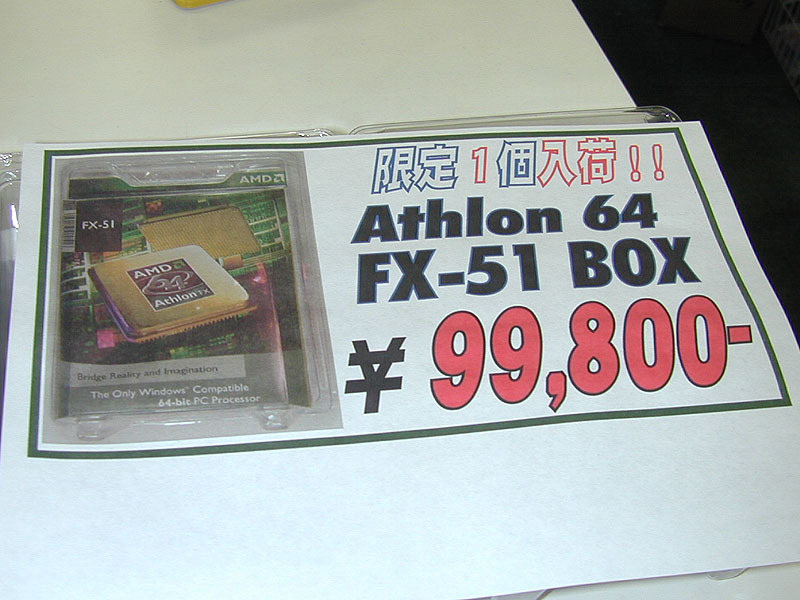 限定1個入荷!!
Athlon 64
FX-51 BOX
¥99,800-
AMD
FX-51
AMD
64
Athlon FX
Bridge Reality and Imagination
The Only Windows® Compatible
64-bit PC Processor